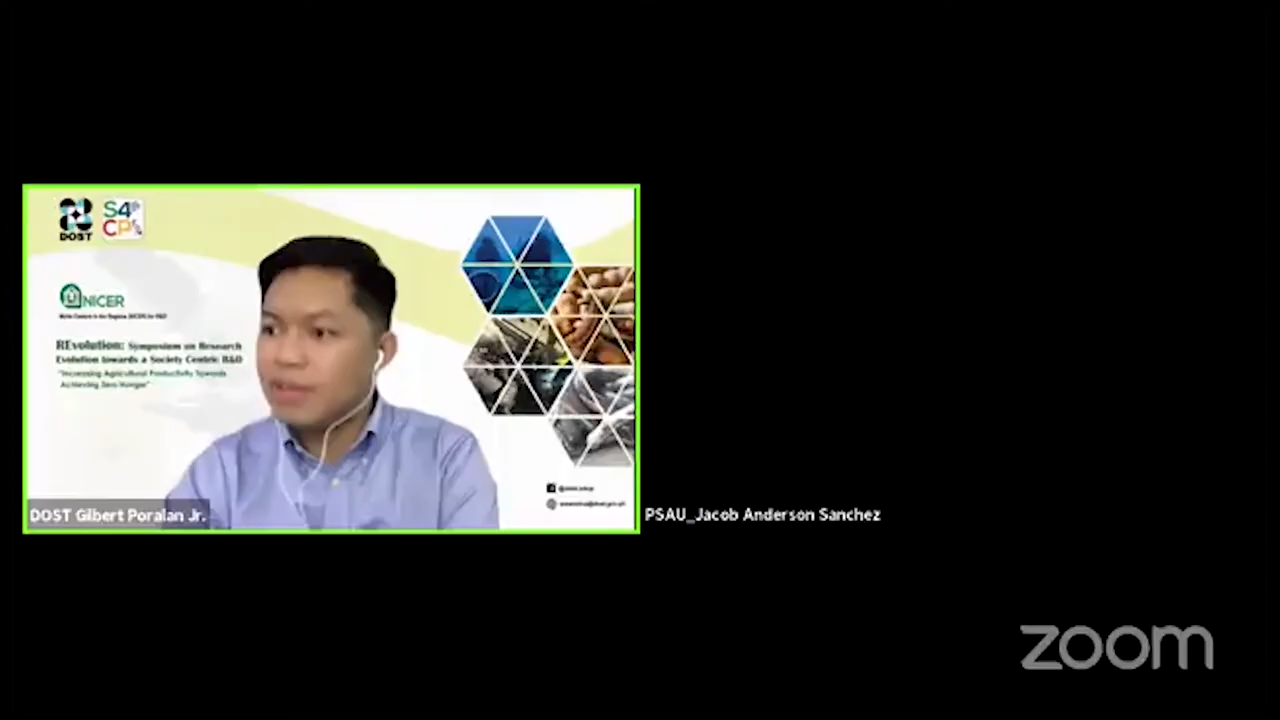 DOST
S4
CP
NICER
REvolution: Symposium on Research
Evolution towards a Society Centric R&D
"Increasing Agricultural Productivity Towards
Achieving Zero Hunger"
DOST Gilbert Poralan Jr.
PSAU_Jacob Anderson Sanchez
zoom